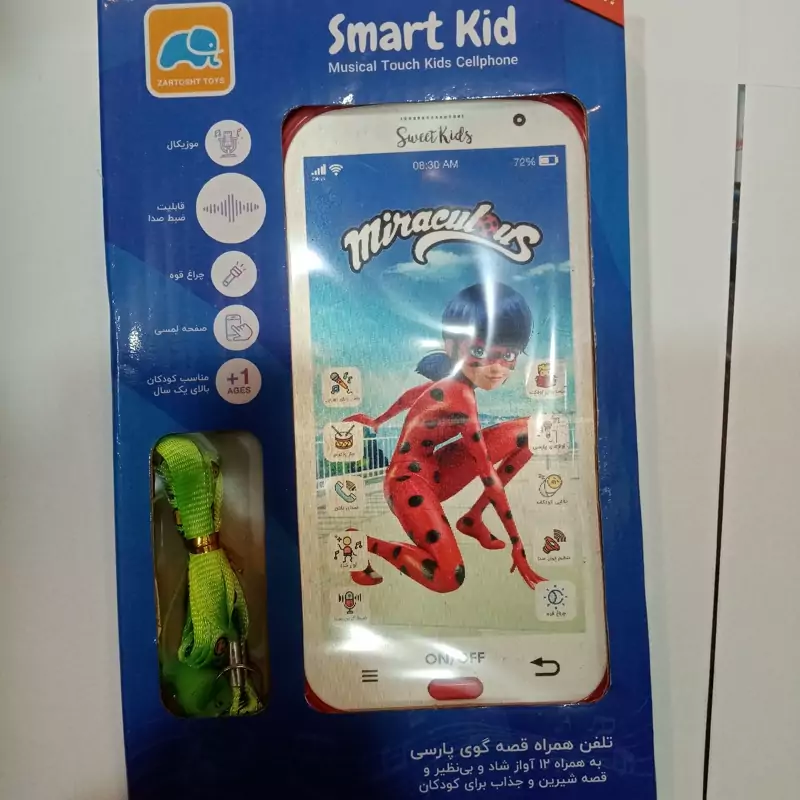 Smart Kid
Musical Touch Kids Cellphone
ZARTOSHT TOYS
موزیکال
قابلیت
ضبط صدا
چراغ قوه
صفحه لمسی
+1
AGES
مناسب کودکان
بالای یک سال
Sweet Kids
08:30 AM
72%
Miraculous
ON/OFF
تلفن همراه قصه گوی پارسی
به همراه ۱۲ آواز شاد و بی‌نظیر و
قصه شیرین و جذاب برای کودکان